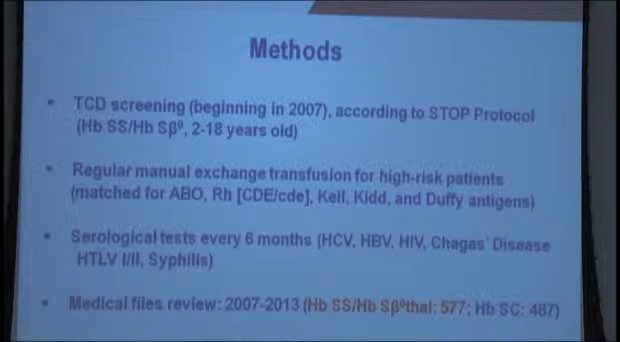 Methods
• TCD screening (beginning in 2007), according to STOP Protocol
(Hb SS/Hb Sβ⁰, 2-18 years old)
• Regular manual exchange transfusion for high-risk patients
(matched for ABO, Rh [CDE/cde], Kell, Kidd, and Duffy antigens)
• Serological tests every 6 months (HCV, HBV, HIV, Chagas' Disease
HTLV I/II, Syphilis)
• Medical files review: 2007-2013 (Hb SS/Hb Sβ⁰thal: 577; Hb SC: 487)